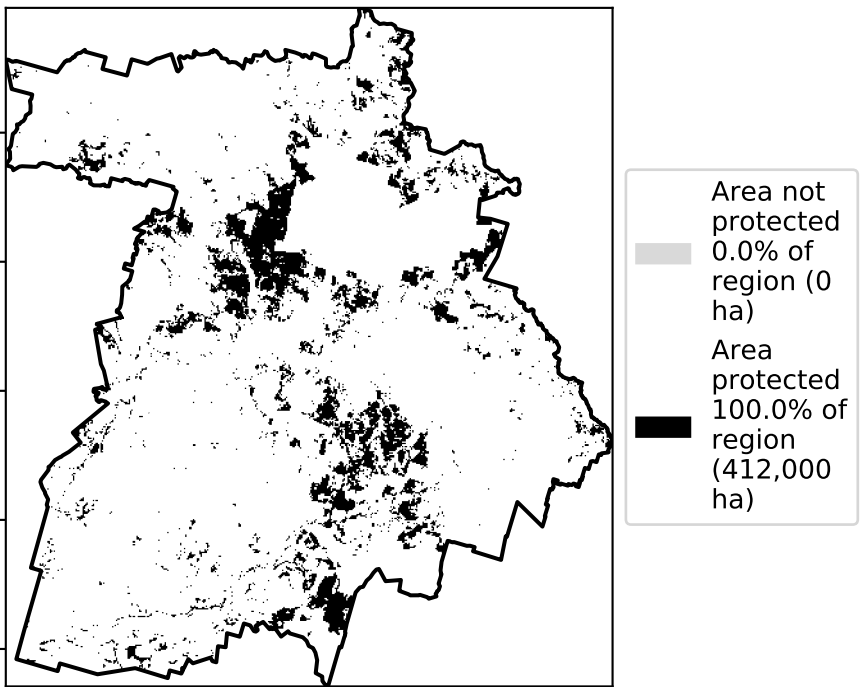 Area not
protected
0.0% of
region (0
ha)
Area
protected
100.0% of
region
(412,000
ha)